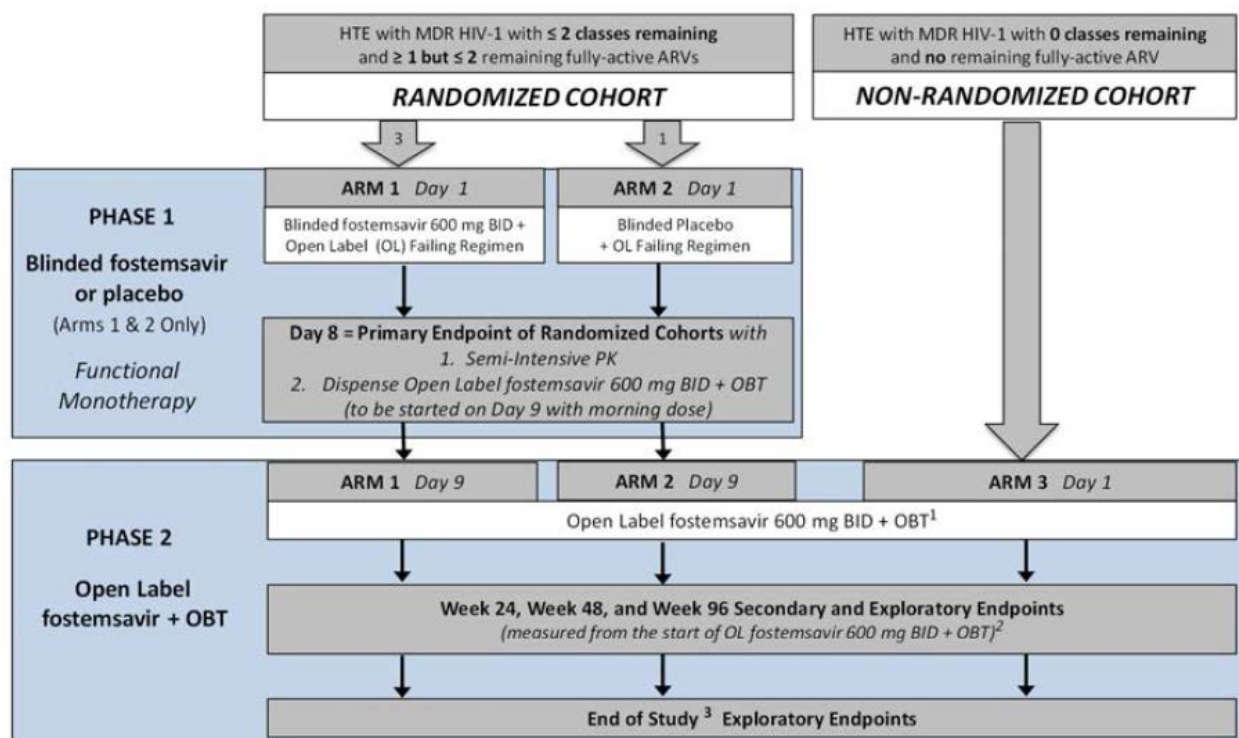 HTE with MDR HIV-1 with ≤ 2 classes remaining
and ≥ 1 but ≤ 2 remaining fully-active ARVs
RANDOMIZED COHORT
HTE with MDR HIV-1 with 0 classes remaining
and no remaining fully-active ARV
NON-RANDOMIZED COHORT
3
1
PHASE 1
Blinded fostemsavir
or placebo
(Arms 1 & 2 Only)
Functional
Monotherapy
ARM 1 Day 1
Blinded fostemsavir 600 mg BID +
Open Label (OL) Failing Regimen
ARM 2 Day 1
Blinded Placebo
+ OL Failing Regimen
Day 8 = Primary Endpoint of Randomized Cohorts with
1. Semi-Intensive PK
2. Dispense Open Label fostemsavir 600 mg BID + OBT
(to be started on Day 9 with morning dose)
PHASE 2
Open Label
fostemsavir + OBT
ARM 1 Day 9
ARM 2 Day 9
ARM 3 Day 1
Open Label fostemsavir 600 mg BID + OBT¹
Week 24, Week 48, and Week 96 Secondary and Exploratory Endpoints
(measured from the start of OL fostemsavir 600 mg BID + OBT)²
End of Study ³ Exploratory Endpoints